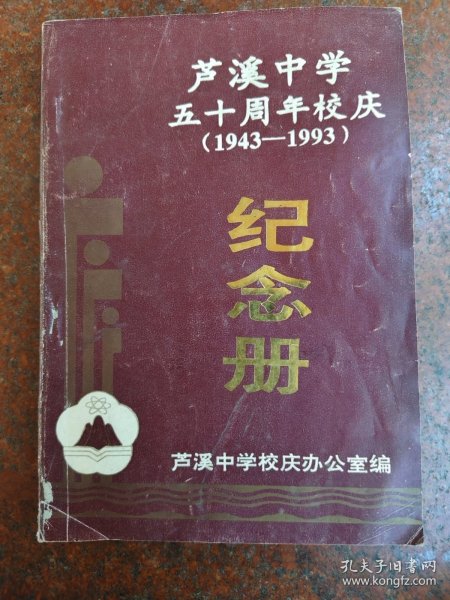 芦溪中学
五十周年校庆
（1943—1993）
纪
念
册
芦溪中学校庆办公室编
孔夫子旧书网
www.kongfz.com